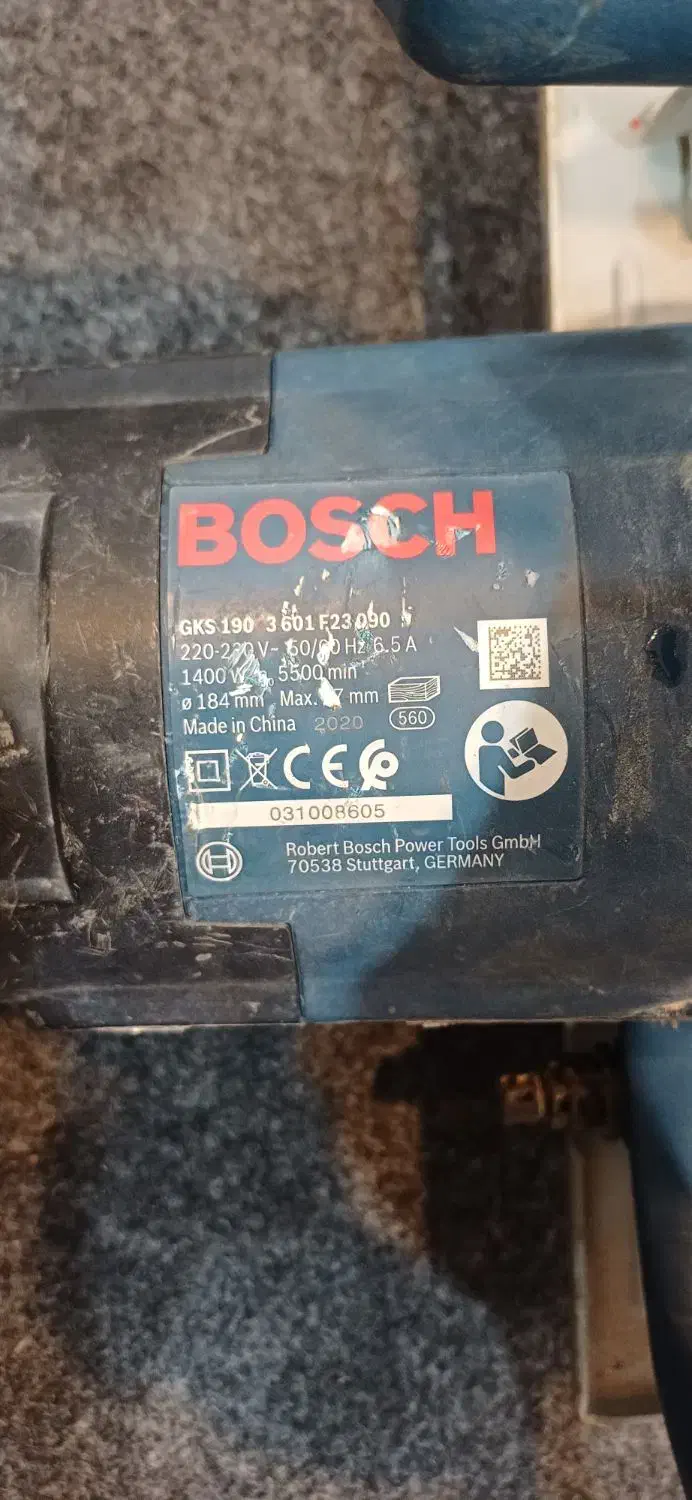 BOSCH
GKS 190 3 601 F23 090
220-230 V~ 50/60 Hz 6.5 A
1400 W 5500 min
ø 184 mm Max. mm
Made in China 2020 560
CE
031008605
Robert Bosch Power Tools GmbH
70538 Stuttgart, GERMANY